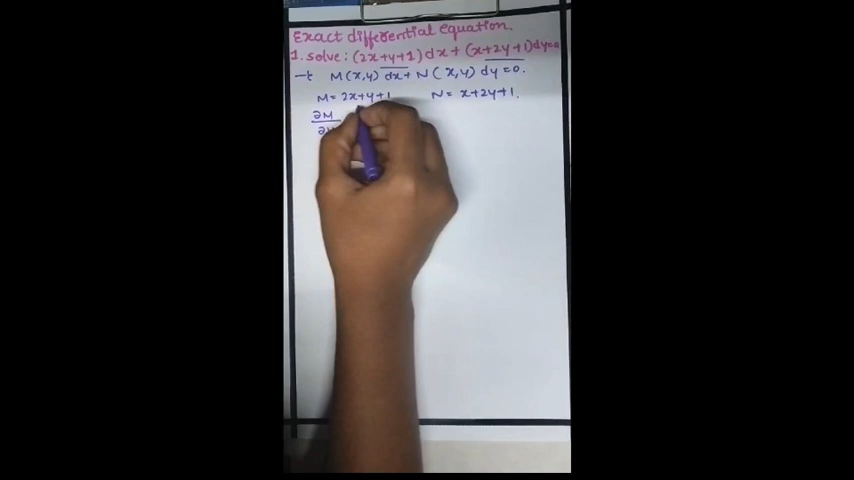 Exact differential equation.
1. solve: (2x+y+1)dx + (x+2y+1)dy=0
→ M(x,y) dx + N(x,y) dy = 0.
M = 2x+y+1 N = x+2y+1.
∂M